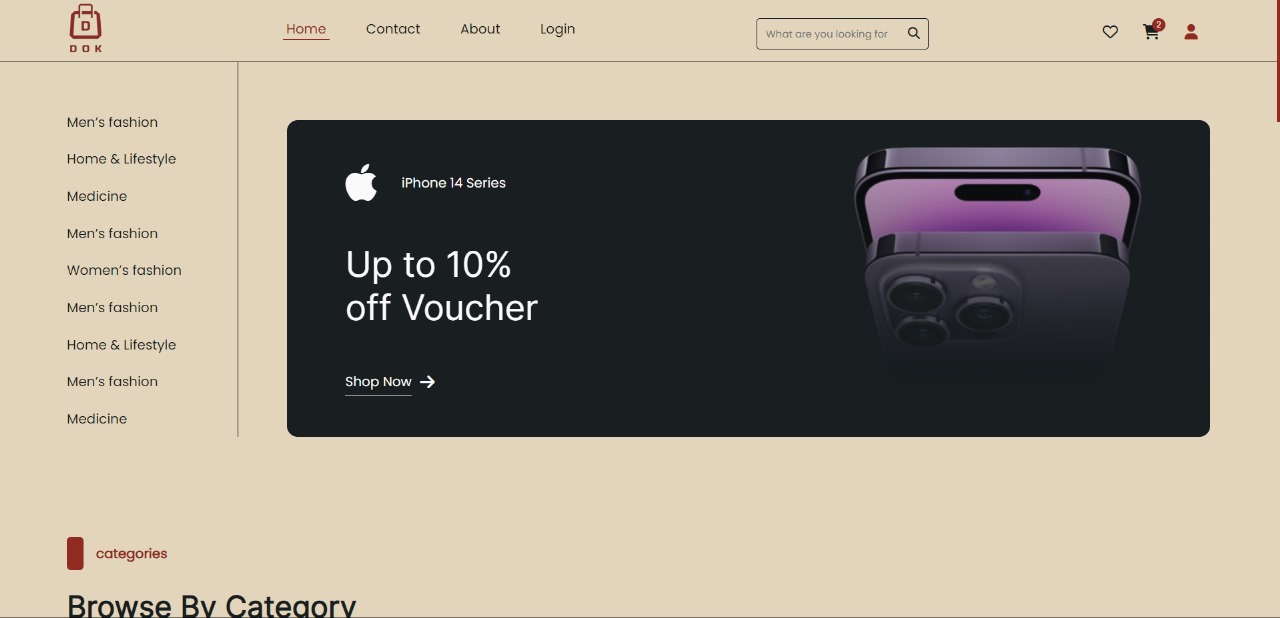 D
DOK
Home
Contact
About
Login
What are you looking for
2
Men's fashion
Home & Lifestyle
Medicine
Men's fashion
Women's fashion
Men's fashion
Home & Lifestyle
Men's fashion
Medicine
iPhone 14 Series
Up to 10%
off Voucher
Shop Now
categories
Browse By Category